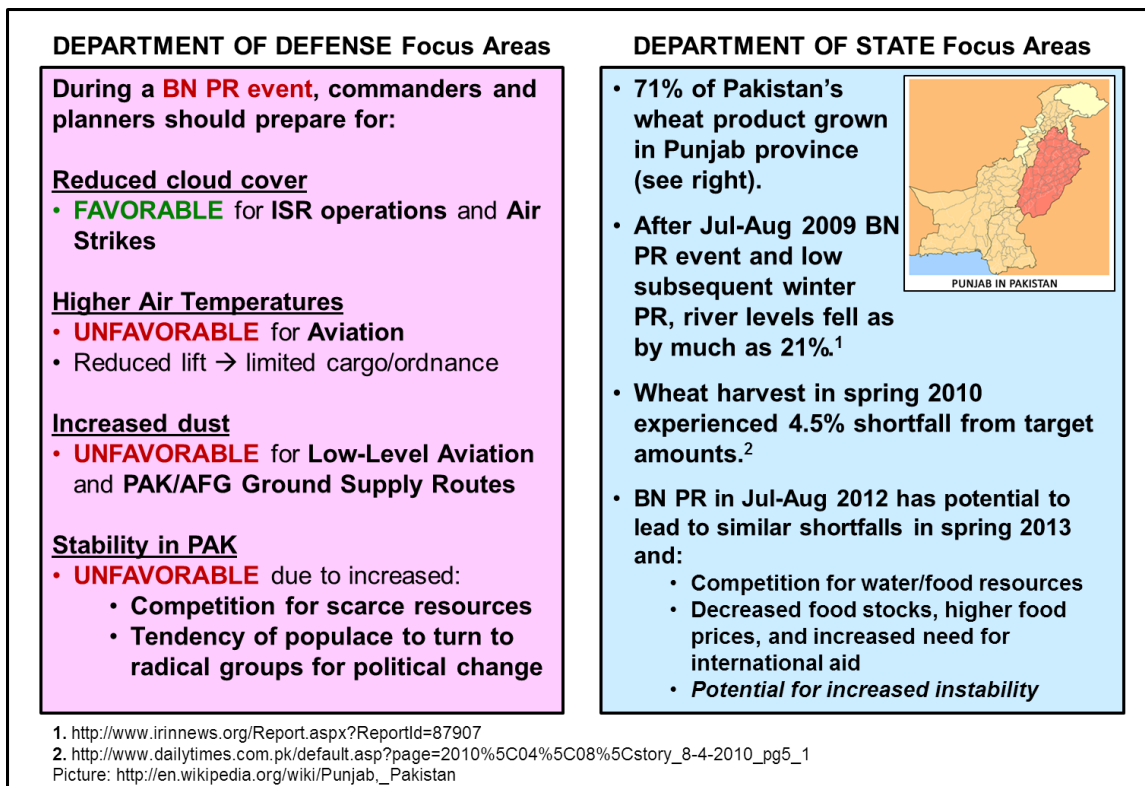 DEPARTMENT OF DEFENSE Focus Areas
During a BN PR event, commanders and
planners should prepare for:
Reduced cloud cover
• FAVORABLE for ISR operations and Air
Strikes
Higher Air Temperatures
• UNFAVORABLE for Aviation
• Reduced lift → limited cargo/ordnance
Increased dust
• UNFAVORABLE for Low-Level Aviation
and PAK/AFG Ground Supply Routes
Stability in PAK
• UNFAVORABLE due to increased:
• Competition for scarce resources
• Tendency of populace to turn to
radical groups for political change
DEPARTMENT OF STATE Focus Areas
• 71% of Pakistan’s
wheat product grown
in Punjab province
(see right).
• After Jul-Aug 2009 BN
PR event and low
subsequent winter
PR, river levels fell as
by much as 21%.1
• Wheat harvest in spring 2010
experienced 4.5% shortfall from target
amounts.2
• BN PR in Jul-Aug 2012 has potential to
lead to similar shortfalls in spring 2013
and:
• Competition for water/food resources
• Decreased food stocks, higher food
prices, and increased need for
international aid
• Potential for increased instability
PUNJAB IN PAKISTAN
1. http://www.irinnews.org/Report.aspx?ReportId=87907
2. http://www.dailytimes.com.pk/default.asp?page=2010%5C04%5C08%5Cstory_8-4-2010_pg5_1
Picture: http://en.wikipedia.org/wiki/Punjab,_Pakistan